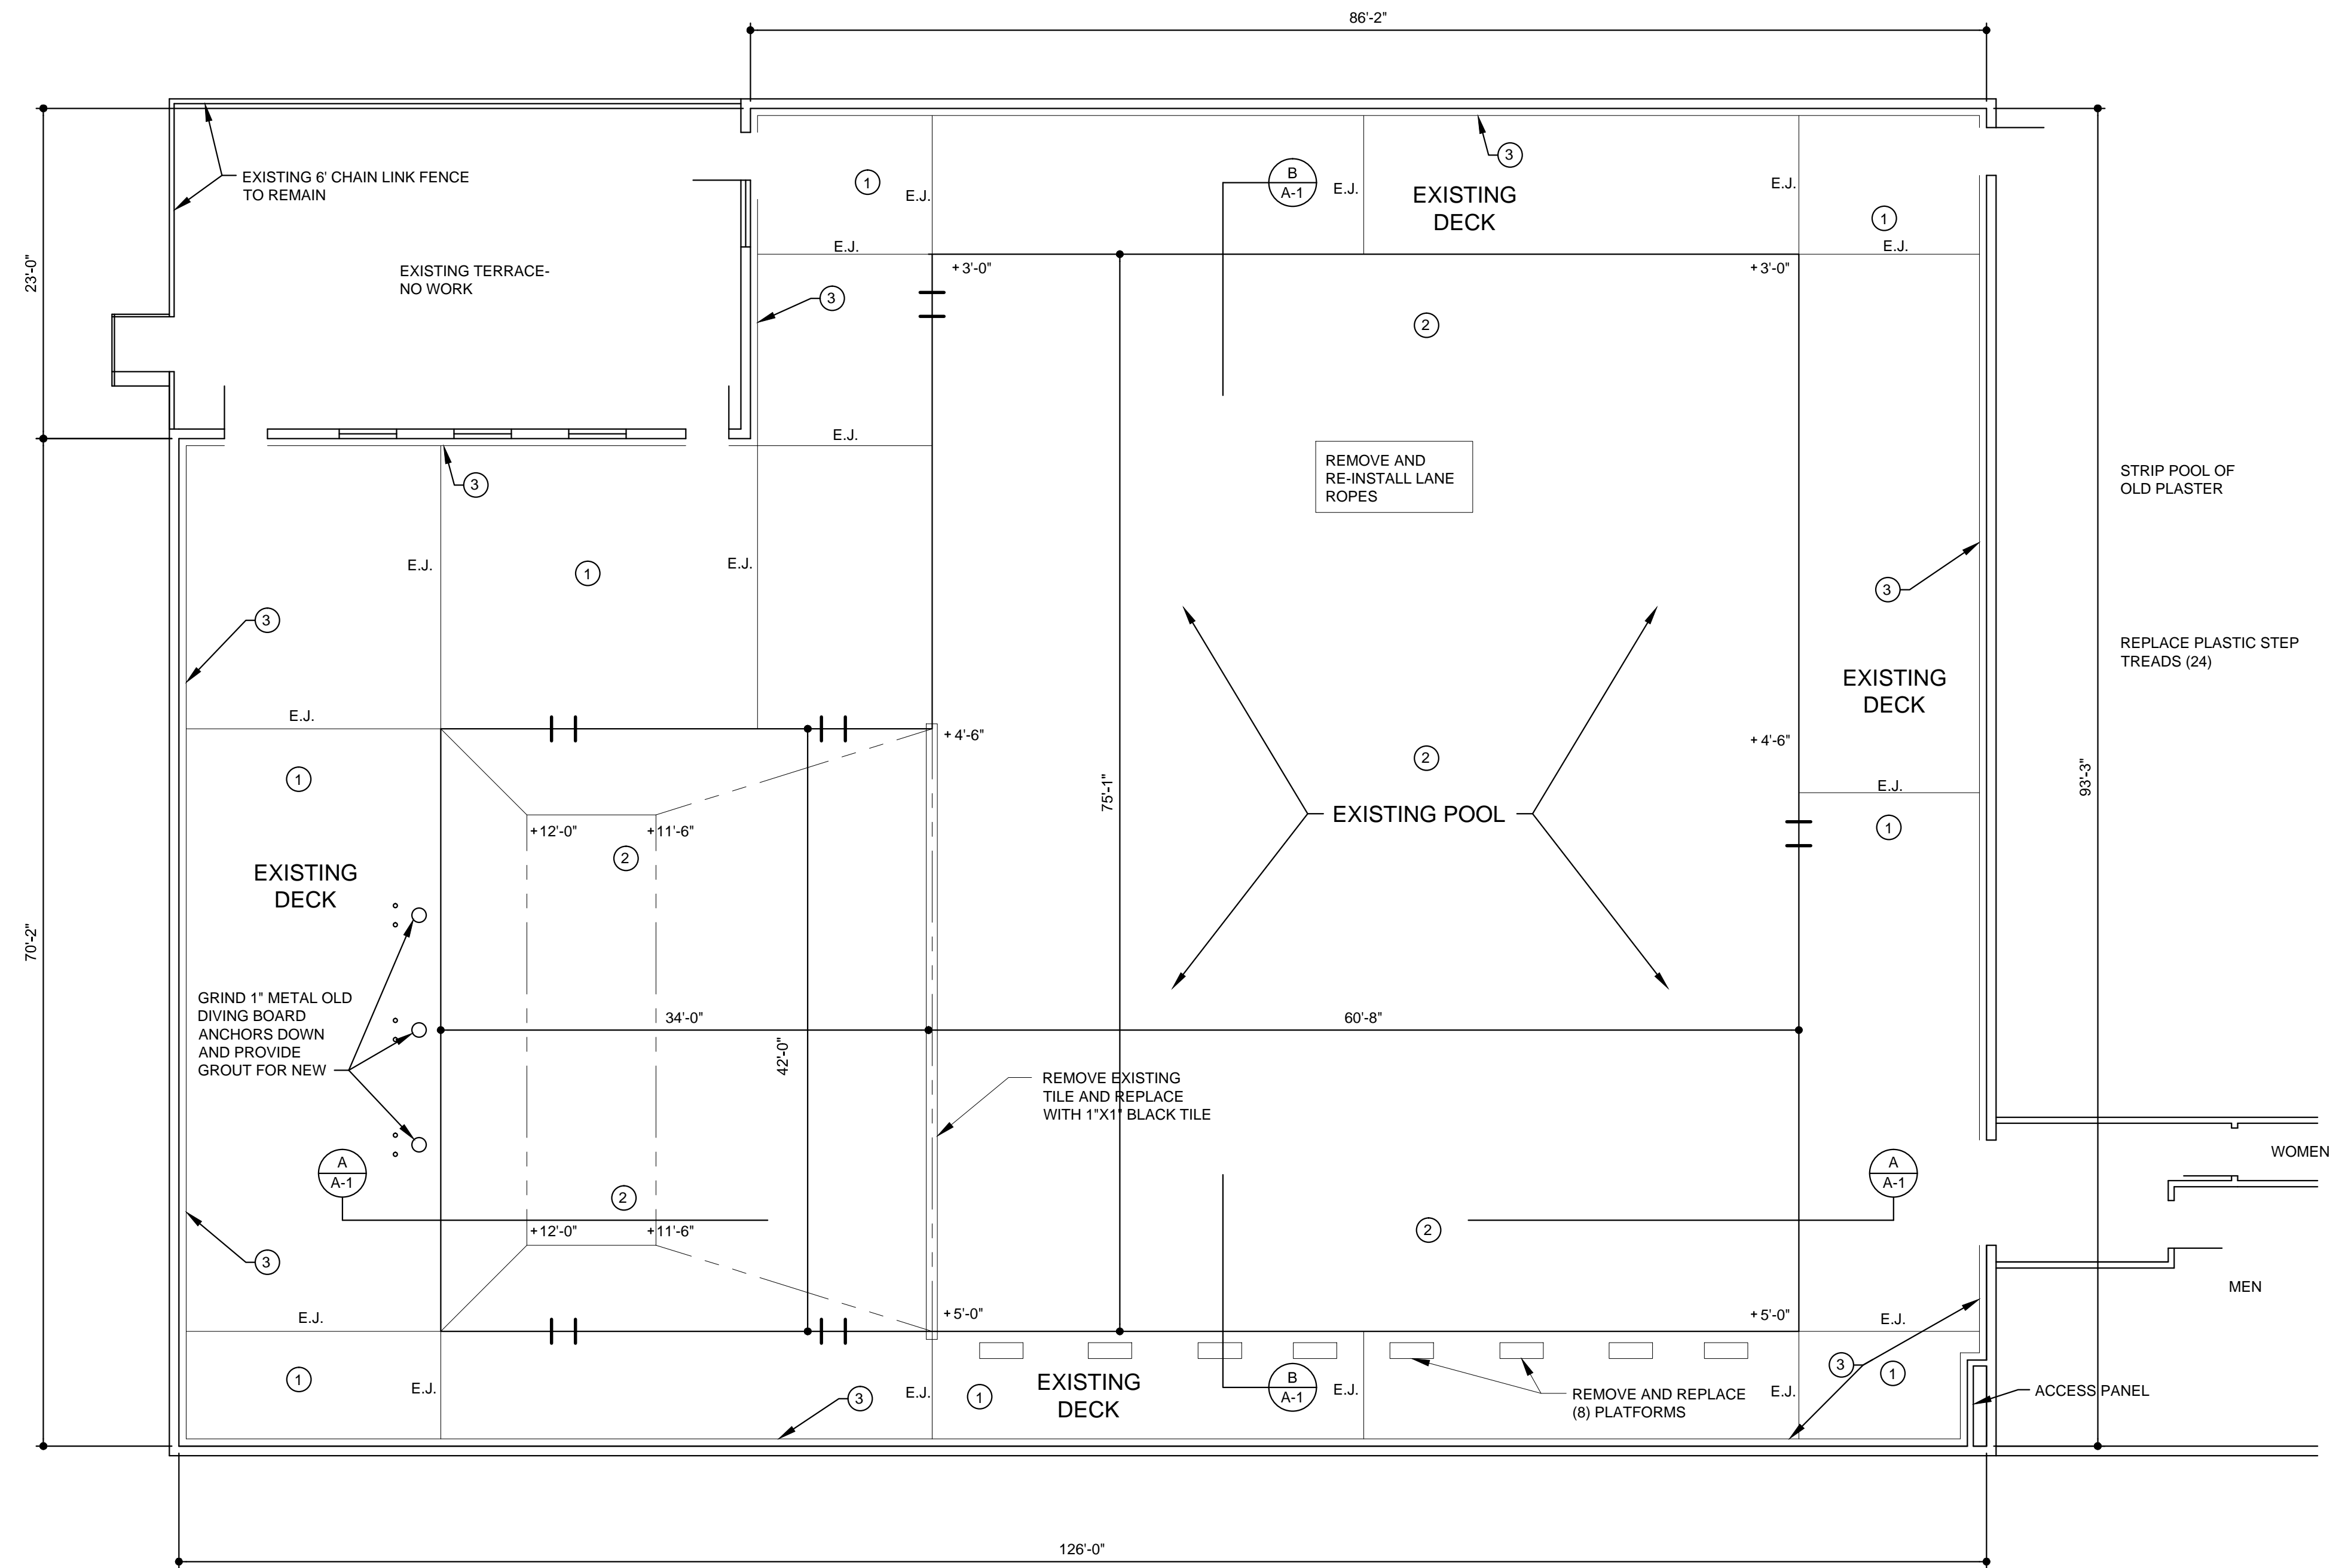 86'-2"
EXISTING 6' CHAIN LINK FENCE
TO REMAIN
EXISTING TERRACE-
NO WORK
23'-0"
1
E.J.
E.J.
B
A-1
E.J.
3
EXISTING
DECK
E.J.
1
E.J.
+3'-0"
+3'-0"
3
2
E.J.
3
REMOVE AND
RE-INSTALL LANE
ROPES
STRIP POOL OF
OLD PLASTER
E.J.
1
E.J.
3
3
REPLACE PLASTIC STEP
TREADS (24)
EXISTING
DECK
E.J.
+4'-6"
+4'-6"
1
2
E.J.
75'-1"
93'-3"
EXISTING POOL
1
+12'-0"
+11'-6"
2
EXISTING
DECK
70'-2"
GRIND 1" METAL OLD
DIVING BOARD
ANCHORS DOWN
AND PROVIDE
GROUT FOR NEW
34'-0"
60'-8"
42'-0"
REMOVE EXISTING
TILE AND REPLACE
WITH 1"X1" BLACK TILE
A
A-1
A
A-1
WOMEN
2
2
+12'-0"
+11'-6"
3
MEN
E.J.
+5'-0"
+5'-0"
E.J.
1
E.J.
3
E.J.
1
EXISTING
DECK
B
A-1
E.J.
REMOVE AND REPLACE
(8) PLATFORMS
E.J.
3
1
ACCESS PANEL
126'-0"